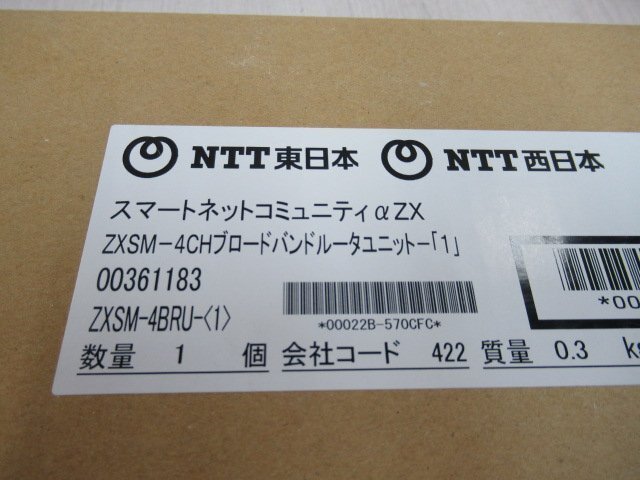 NTT東日本 NTT西日本
スマートネットコミュニティαZX
ZXSM-4CHブロードバンドルータユニット-「1」
00361183
ZXSM-4BRU-<1>
*00022B-570CFC*
*00
数量 1 個 会社コード 422 質量 0.3 kg